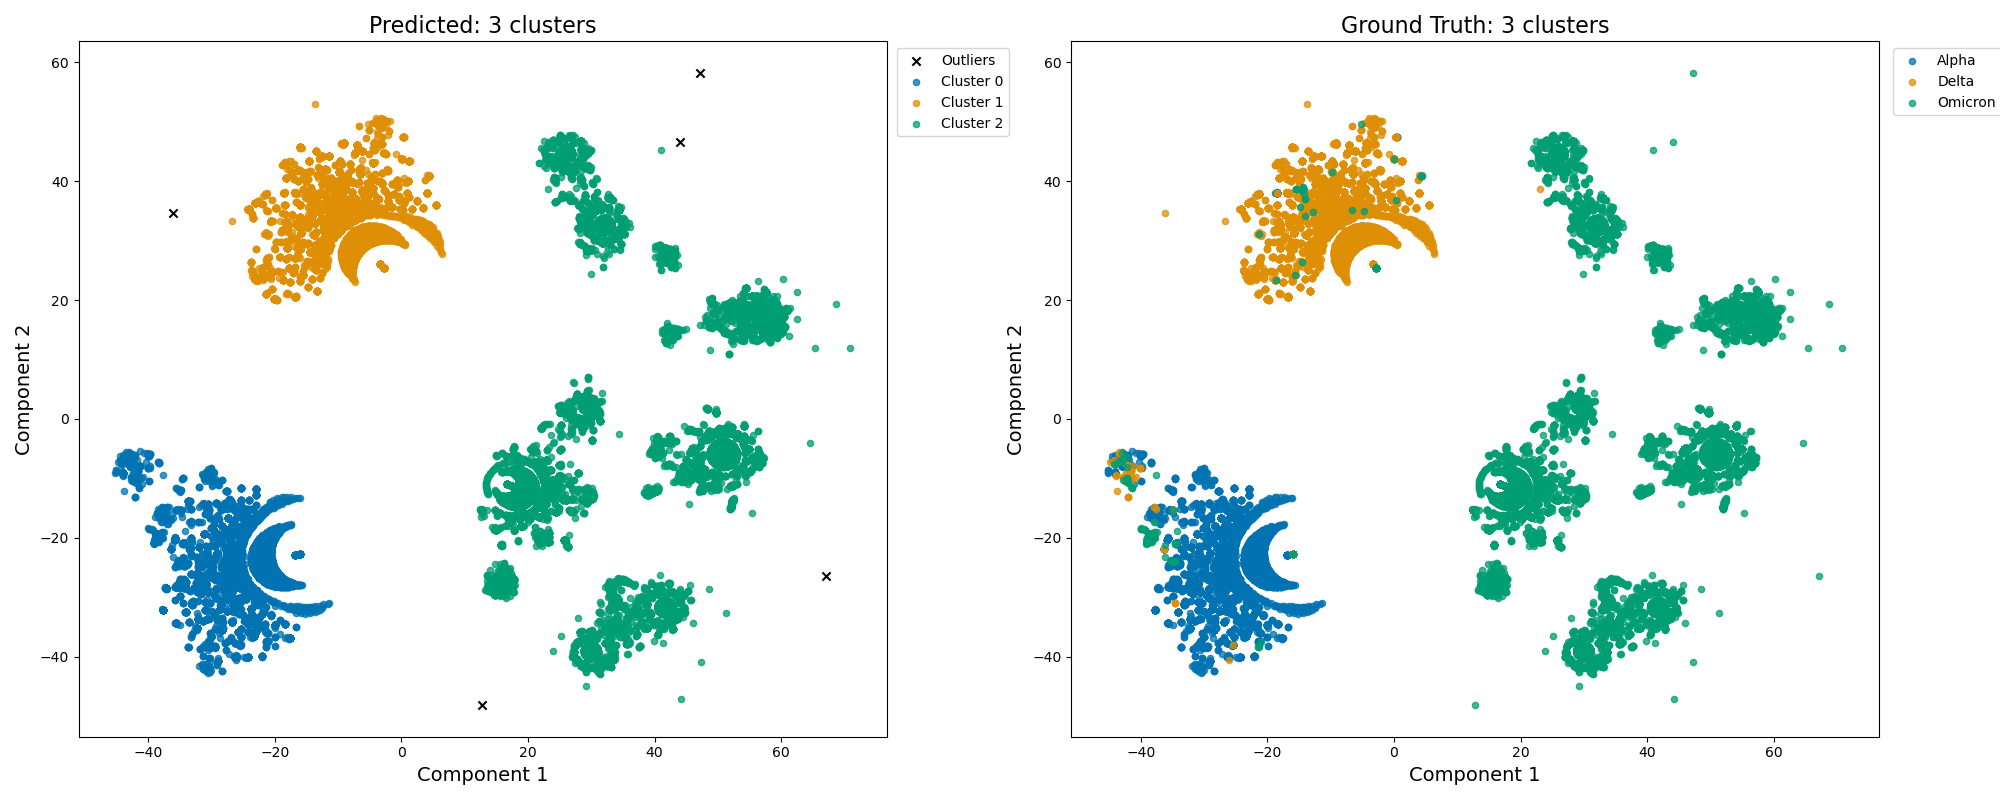 Predicted: 3 clusters
60
40
20
0
−20
−40
−40
−20
0
20
40
60
Component 1
Component 2
Outliers
Cluster 0
Cluster 1
Cluster 2
Ground Truth: 3 clusters
60
40
20
0
−20
−40
−40
−20
0
20
40
60
Component 1
Component 2
Alpha
Delta
Omicron